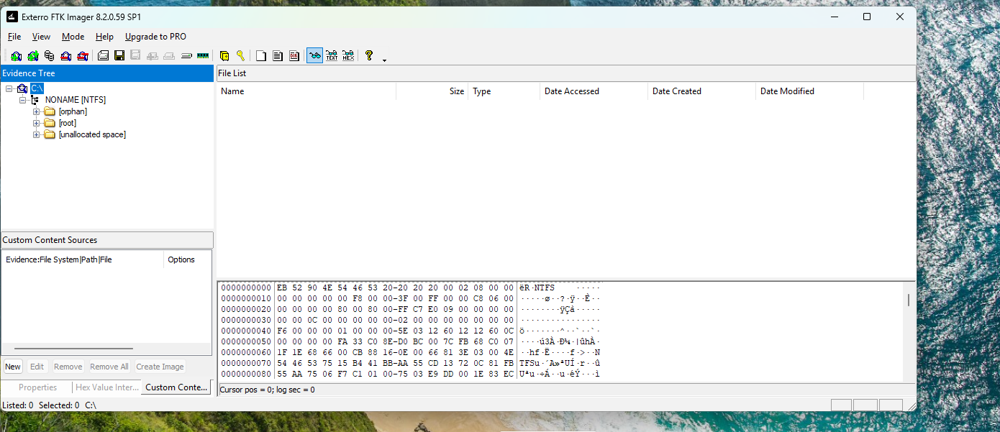 Exterro FTK Imager 8.2.0.59 SP1
File View Mode Help Upgrade to PRO
Evidence Tree
C:\
NONAME [NTFS]
[orphan]
[root]
[unallocated space]
Custom Content Sources
Evidence:File System|Path|File Options
New Edit Remove Remove All Create Image
Properties Hex Value Inter... Custom Conte...
File List
Name Size Type Date Accessed Date Created Date Modified
0000000000 EB 52 90 4E 54 46 53 20-20 20 20 00 02 08 00 00 ëR·NTFS    ·····
0000000010 00 00 00 00 00 F8 00 00-3F 00 FF 00 00 C8 06 00 ·····ø··?·ÿ··È··
0000000020 00 00 00 00 80 00 80 00-FF C7 E0 09 00 00 00 00 ········ÿÇà·····
0000000030 00 00 0C 00 00 00 00 00-02 00 00 00 00 00 00 00 ················
0000000040 F6 00 00 00 01 00 00 00-5E 03 12 60 12 12 60 0C ö·······^··`··`·
0000000050 00 00 00 00 FA 33 C0 8E-D0 BC 00 7C FB 68 C0 07 ····ú3À·Ð¼·|ûhÀ·
0000000060 1F 1E 68 66 00 CB 88 16-0E 00 66 81 3E 03 00 4E ··hf·Ë····f·>··N
0000000070 54 46 53 75 15 B4 41 BB-AA 55 CD 13 72 0C 81 FB TFSu·´A»ªUÍ·r··û
0000000080 55 AA 75 06 F7 C1 01 00-75 03 E9 DD 00 1E 83 EC Uªu·÷Á··u·éÝ···ì
Cursor pos = 0; log sec = 0
Listed: 0 Selected: 0 C:\